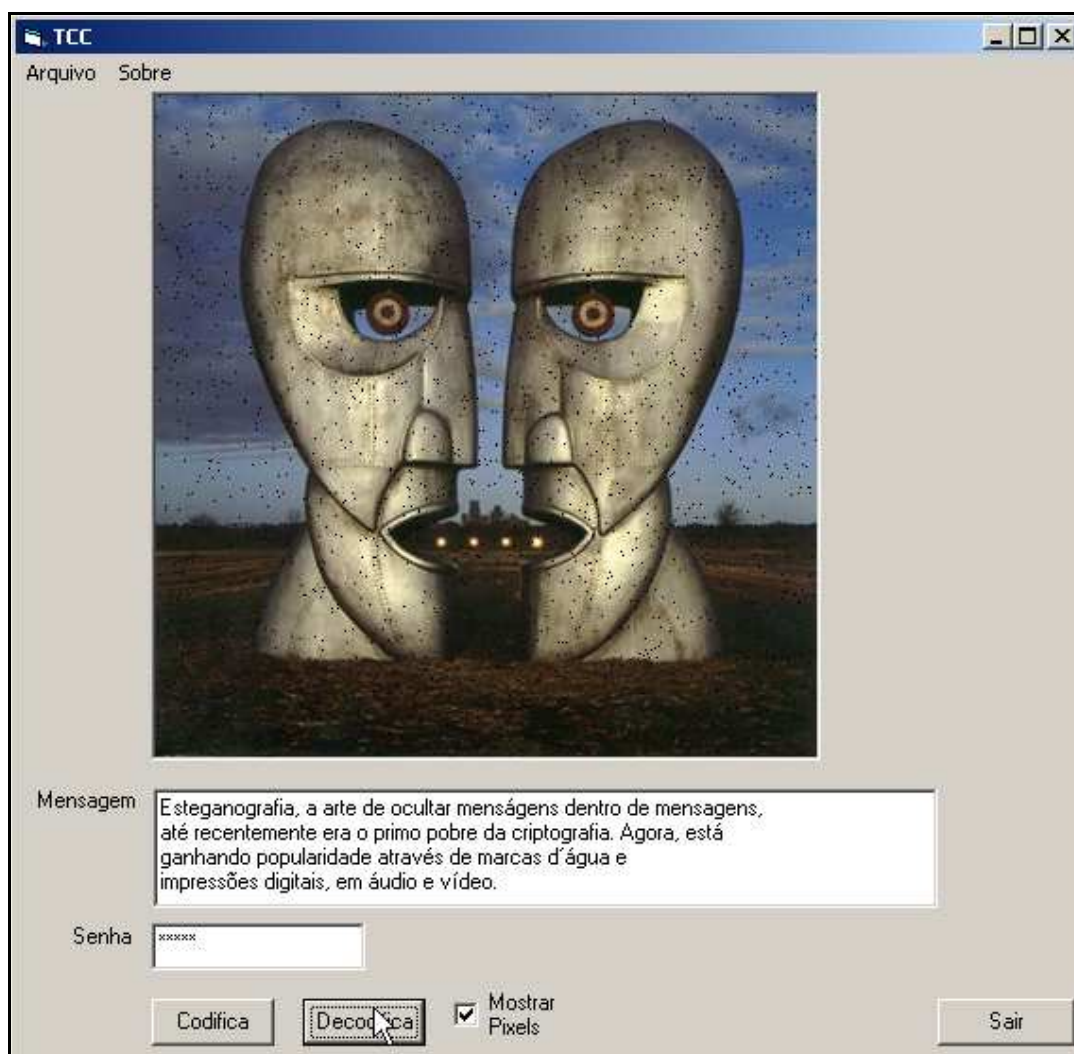 TCC
Arquivo Sobre
Mensagem
Esteganografia, a arte de ocultar menságens dentro de mensagens,
até recentemente era o primo pobre da criptografia. Agora, está
ganhando popularidade através de marcas d´água e
impressões digitais, em áudio e vídeo.
Senha *****
Codifica Decodifica Mostrar
Pixels
Sair